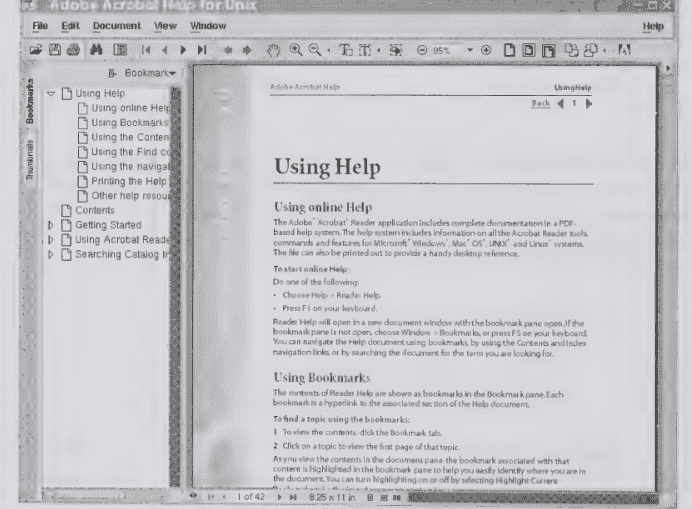 Adobe Acrobat Help for Unix
File Edit Document View Window Help
95%
Bookmark
Bookmarks
Thumbnails
Using Help
Using online Help
Using Bookmarks
Using the Conten
Using the Find co
Using the navigat
Printing the Help
Other help resour
Contents
Getting Started
Using Acrobat Reade
Searching Catalog In
Adobe Acrobat Help Using Help
Back 1
Using Help
Using online Help
The Adobe® Acrobat® Reader application includes complete documentation in a PDF-
based help system. The help system includes information on all the Acrobat Reader tools,
commands and features for Microsoft® Windows®, Mac® OS®, UNIX® and Linux® systems.
The file can also be printed out to provide a handy desktop reference.
To start online Help:
Do one of the following:
• Choose Help > Reader Help.
• Press F1 on your keyboard.
Reader Help will open in a new document window with the bookmark pane open. If the
bookmark pane is not open, choose Window > Bookmarks, or press F5 on your keyboard.
You can navigate the Help document using bookmarks, by using the Contents and Index
navigation links, or by searching the document for the term you are looking for.
Using Bookmarks
The contents of Reader Help are shown as bookmarks in the Bookmark pane. Each
bookmark is a hyperlink to the associated section of the Help document.
To find a topic using the bookmarks:
1 To view the contents, click the Bookmark tab.
2 Click on a topic to view the first page of that topic.
As you view the contents in the document pane, the bookmark associated with that
content is highlighted in the bookmark pane to help you easily identify where you are in
the document. You can turn highlighting on or off by selecting Highlight Current
1 of 42 8.25 x 11 in